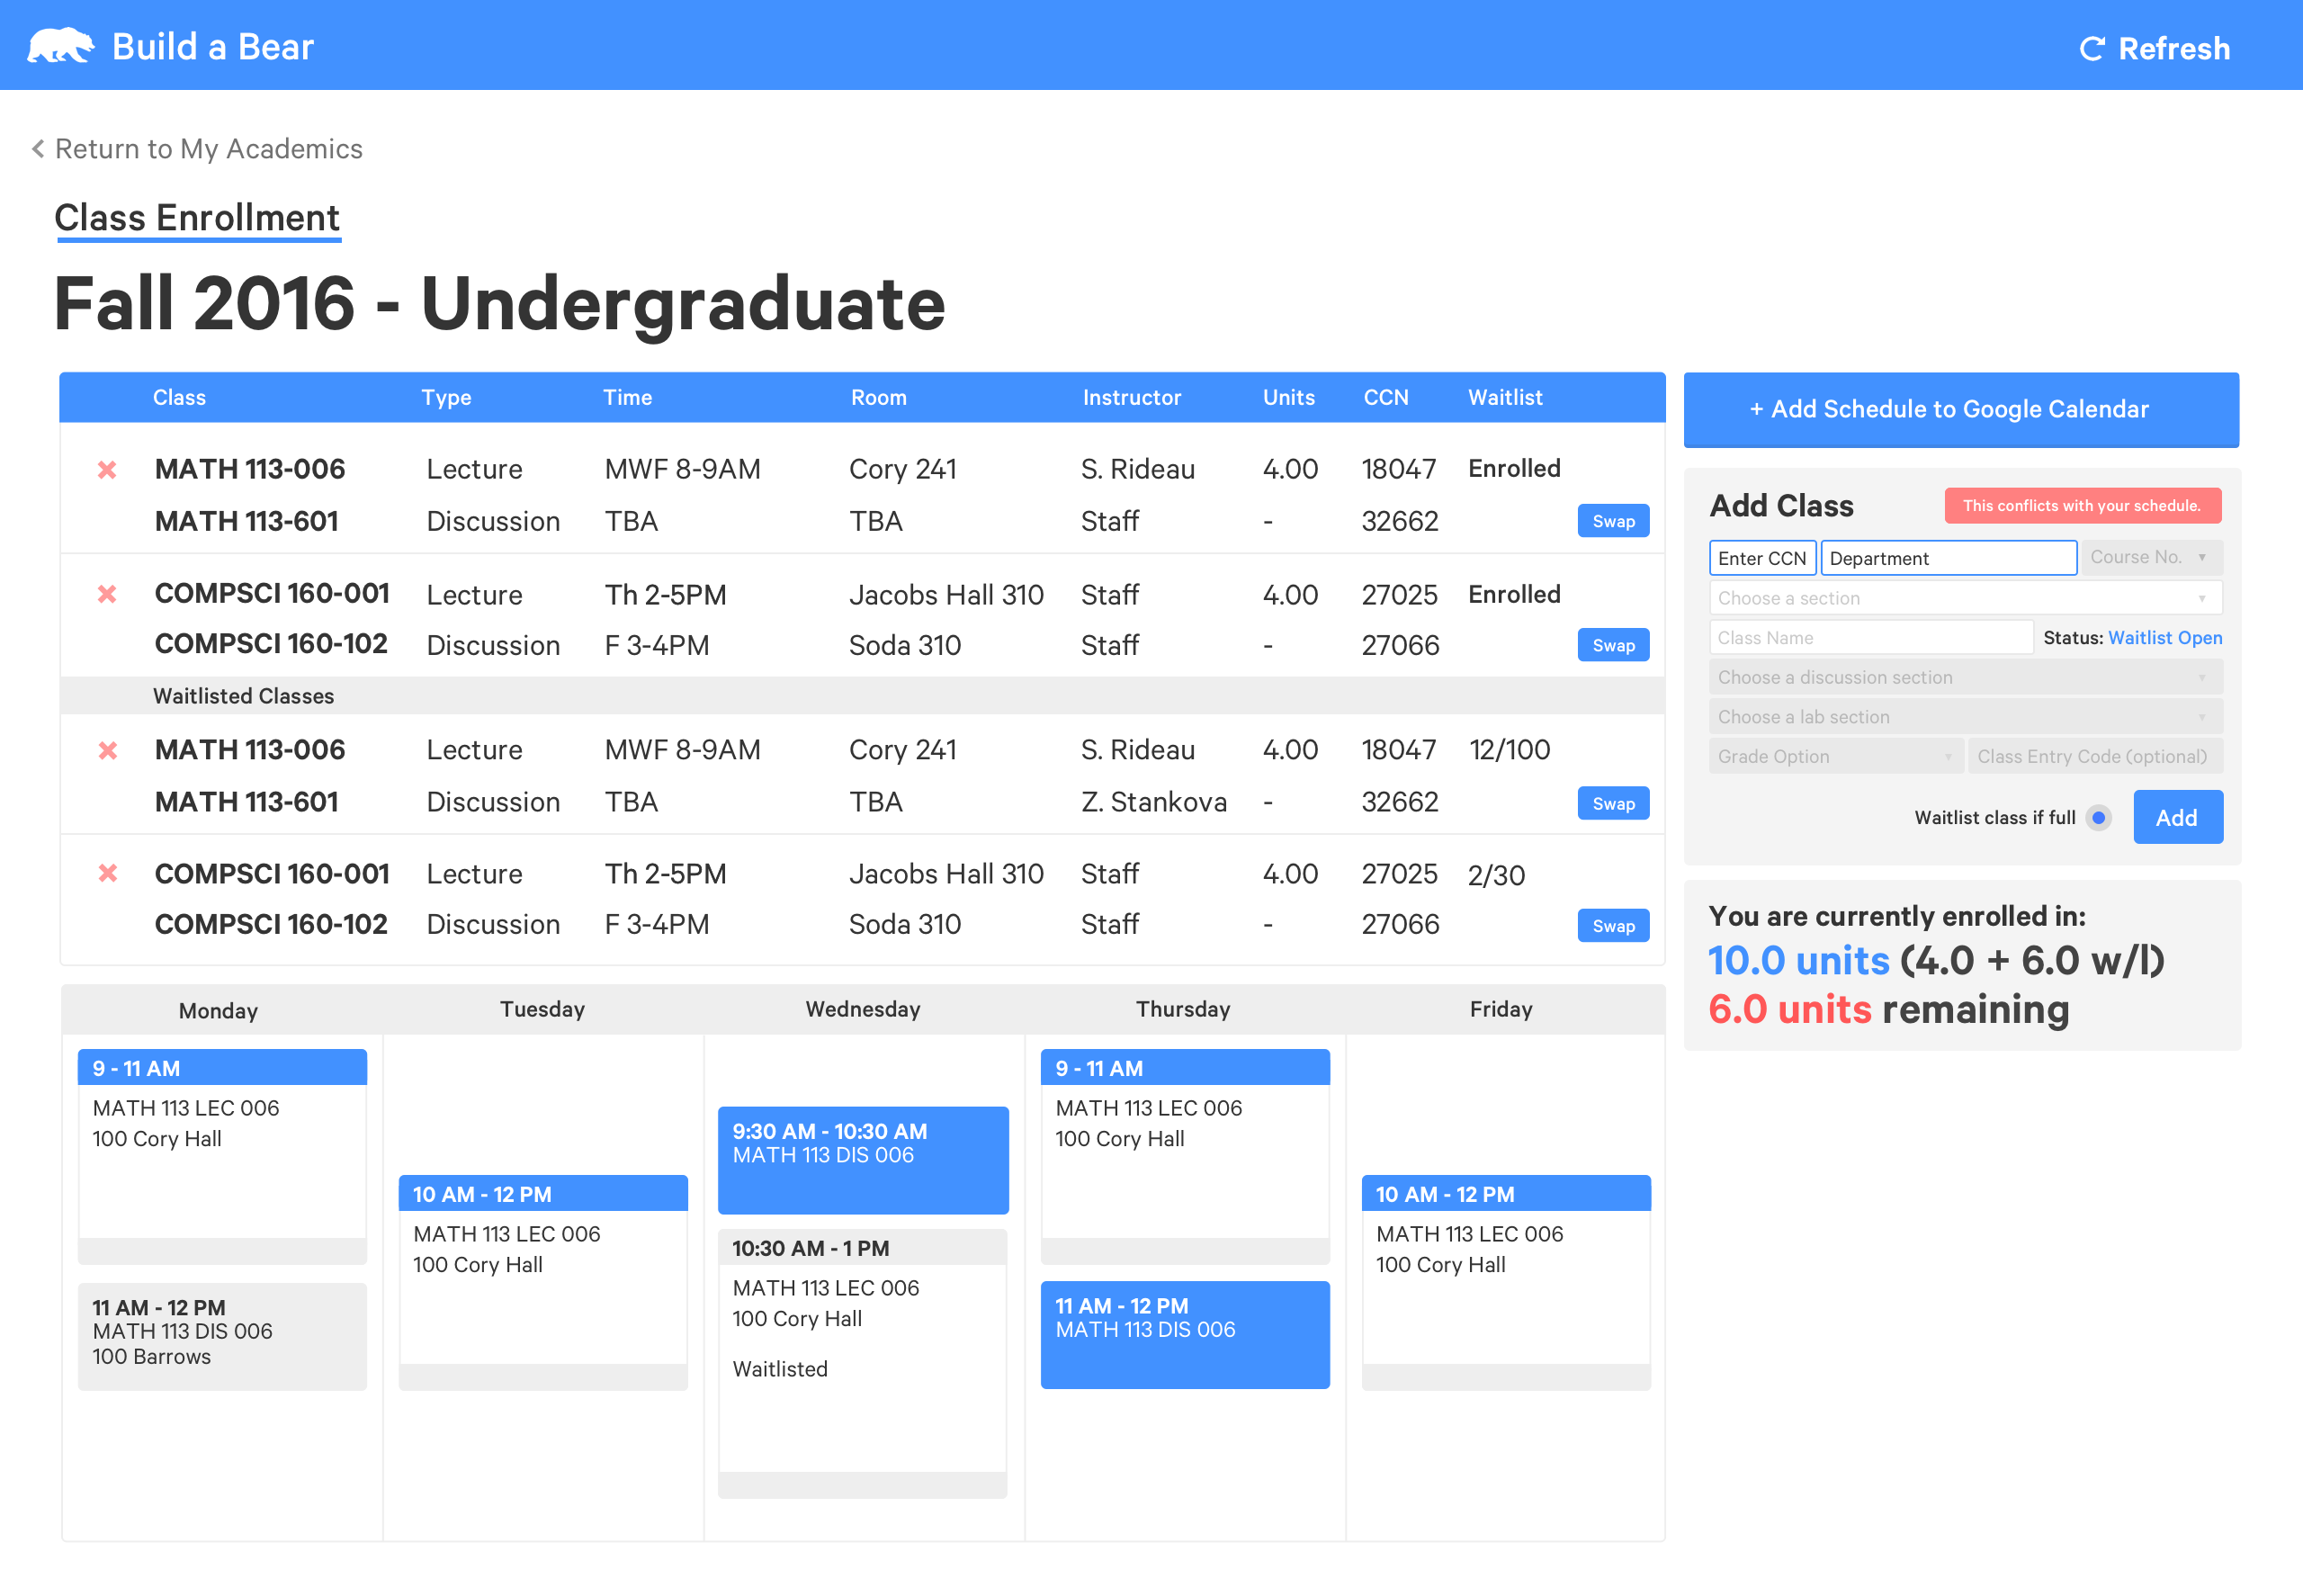 Build a Bear
Refresh
Return to My Academics
Class Enrollment
Fall 2016 - Undergraduate
Class Type Time Room Instructor Units CCN Waitlist
MATH 113-006 Lecture MWF 8-9AM Cory 241 S. Rideau 4.00 18047 Enrolled
MATH 113-601 Discussion TBA TBA Staff - 32662 Swap
COMPSCI 160-001 Lecture Th 2-5PM Jacobs Hall 310 Staff 4.00 27025 Enrolled
COMPSCI 160-102 Discussion F 3-4PM Soda 310 Staff - 27066 Swap
Waitlisted Classes
MATH 113-006 Lecture MWF 8-9AM Cory 241 S. Rideau 4.00 18047 12/100
MATH 113-601 Discussion TBA TBA Z. Stankova - 32662 Swap
COMPSCI 160-001 Lecture Th 2-5PM Jacobs Hall 310 Staff 4.00 27025 2/30
COMPSCI 160-102 Discussion F 3-4PM Soda 310 Staff - 27066 Swap
+ Add Schedule to Google Calendar
Add Class This conflicts with your schedule.
Enter CCN Department Course No.
Choose a section
Class Name Status: Waitlist Open
Choose a discussion section
Choose a lab section
Grade Option Class Entry Code (optional)
Waitlist class if full Add
You are currently enrolled in:
10.0 units (4.0 + 6.0 w/l)
6.0 units remaining
Monday Tuesday Wednesday Thursday Friday
9 - 11 AM
MATH 113 LEC 006
100 Cory Hall
11 AM - 12 PM
MATH 113 DIS 006
100 Barrows
10 AM - 12 PM
MATH 113 LEC 006
100 Cory Hall
9:30 AM - 10:30 AM
MATH 113 DIS 006
10:30 AM - 1 PM
MATH 113 LEC 006
100 Cory Hall
Waitlisted
9 - 11 AM
MATH 113 LEC 006
100 Cory Hall
11 AM - 12 PM
MATH 113 DIS 006
10 AM - 12 PM
MATH 113 LEC 006
100 Cory Hall